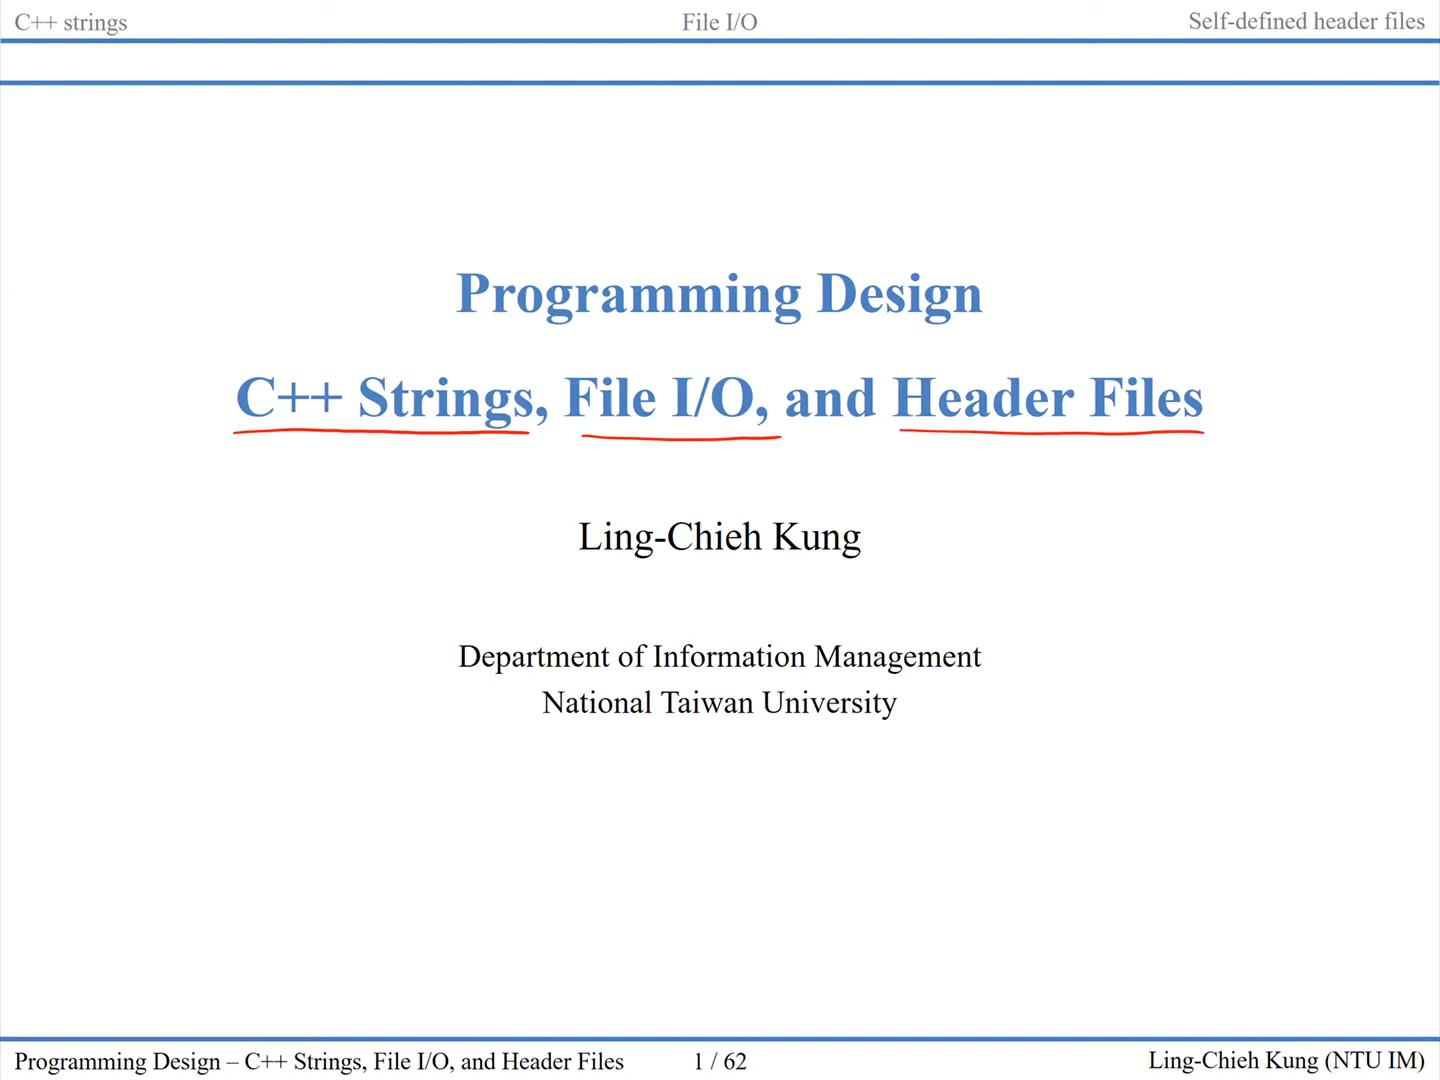 C++ strings File I/O Self-defined header files
Programming Design
C++ Strings, File I/O, and Header Files
Ling-Chieh Kung
Department of Information Management
National Taiwan University
Programming Design – C++ Strings, File I/O, and Header Files 1 / 62 Ling-Chieh Kung (NTU IM)